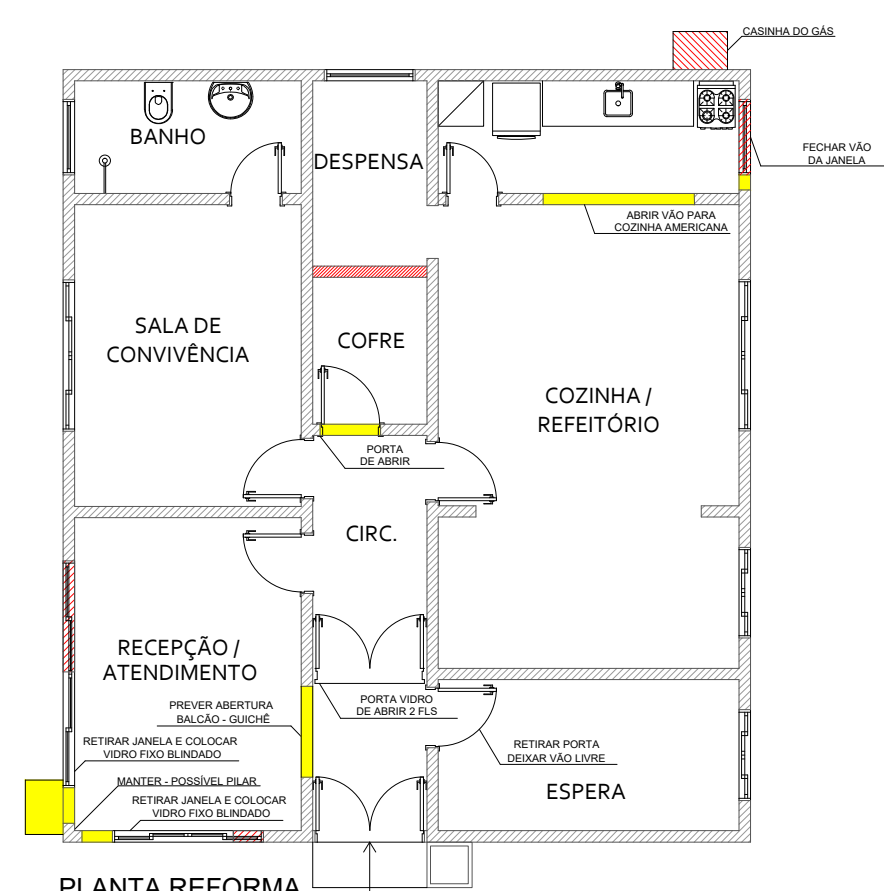 CASINHA DO GÁS
BANHO
DESPENSA
FECHAR VÃO
DA JANELA
ABRIR VÃO PARA
COZINHA AMERICANA
SALA DE
CONVIVÊNCIA
COFRE
COZINHA /
REFEITÓRIO
PORTA
DE ABRIR
CIRC.
RECEPÇÃO /
ATENDIMENTO
PREVER ABERTURA
BALCÃO - GUICHÊ
PORTA VIDRO
DE ABRIR 2 FLS
RETIRAR JANELA E COLOCAR
VIDRO FIXO BLINDADO
RETIRAR PORTA
DEIXAR VÃO LIVRE
MANTER - POSSÍVEL PILAR
RETIRAR JANELA E COLOCAR
VIDRO FIXO BLINDADO
ESPERA
PLANTA REFORMA